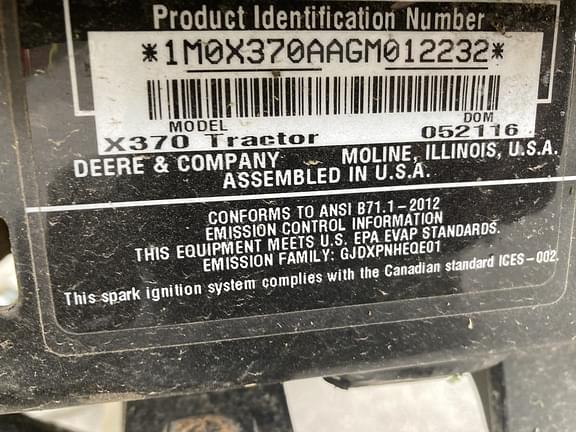 Product Identification Number
*1M0X370AAGM012232*
MODEL DOM
X370 Tractor 052116
DEERE & COMPANY MOLINE, ILLINOIS, U.S.A.
ASSEMBLED IN U.S.A.
CONFORMS TO ANSI B71.1-2012
EMISSION CONTROL INFORMATION
THIS EQUIPMENT MEETS U.S. EPA EVAP STANDARDS.
EMISSION FAMILY: GJDXPNHEQE01
This spark ignition system complies with the Canadian standard ICES-002.